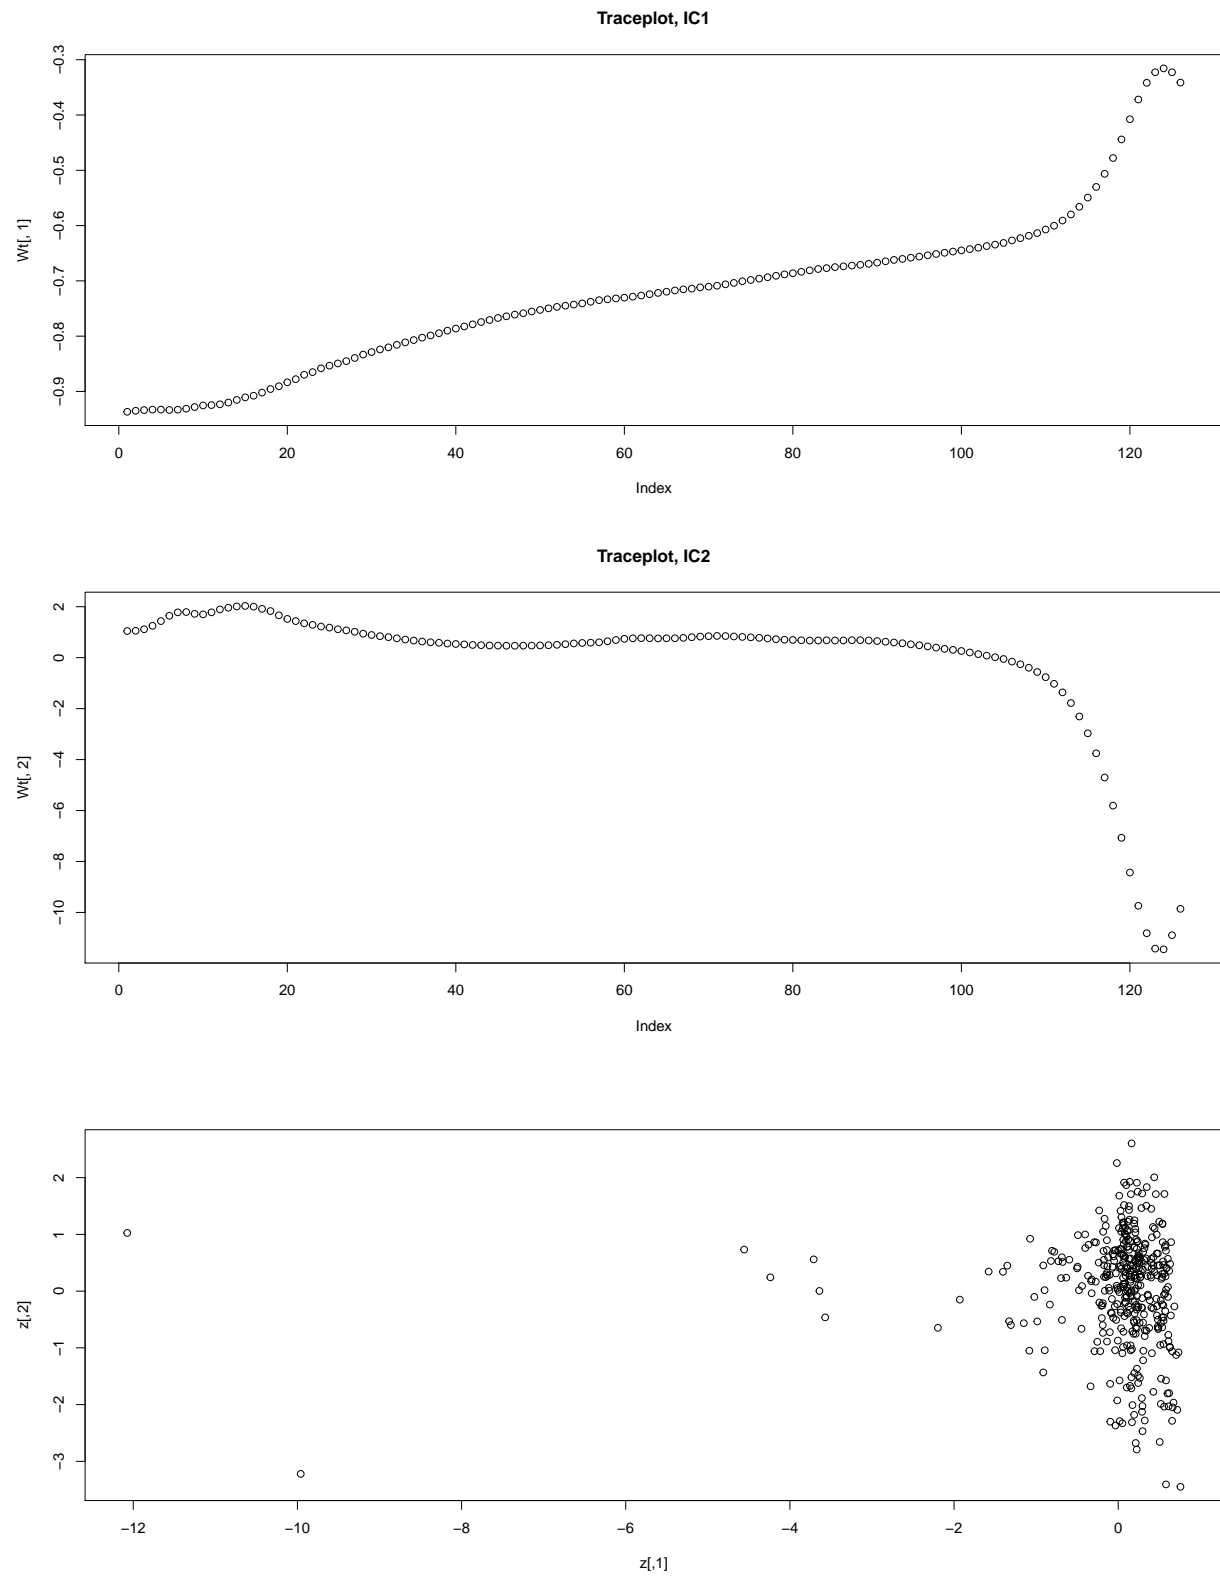 Traceplot, IC1
Wt[, 1]
−0.3
−0.4
−0.5
−0.6
−0.7
−0.8
−0.9
0 20 40 60 80 100 120
Index
Traceplot, IC2
Wt[, 2]
2
0
−2
−4
−6
−8
−10
0 20 40 60 80 100 120
Index
z[,2]
2
1
0
−1
−2
−3
−12 −10 −8 −6 −4 −2 0
z[,1]